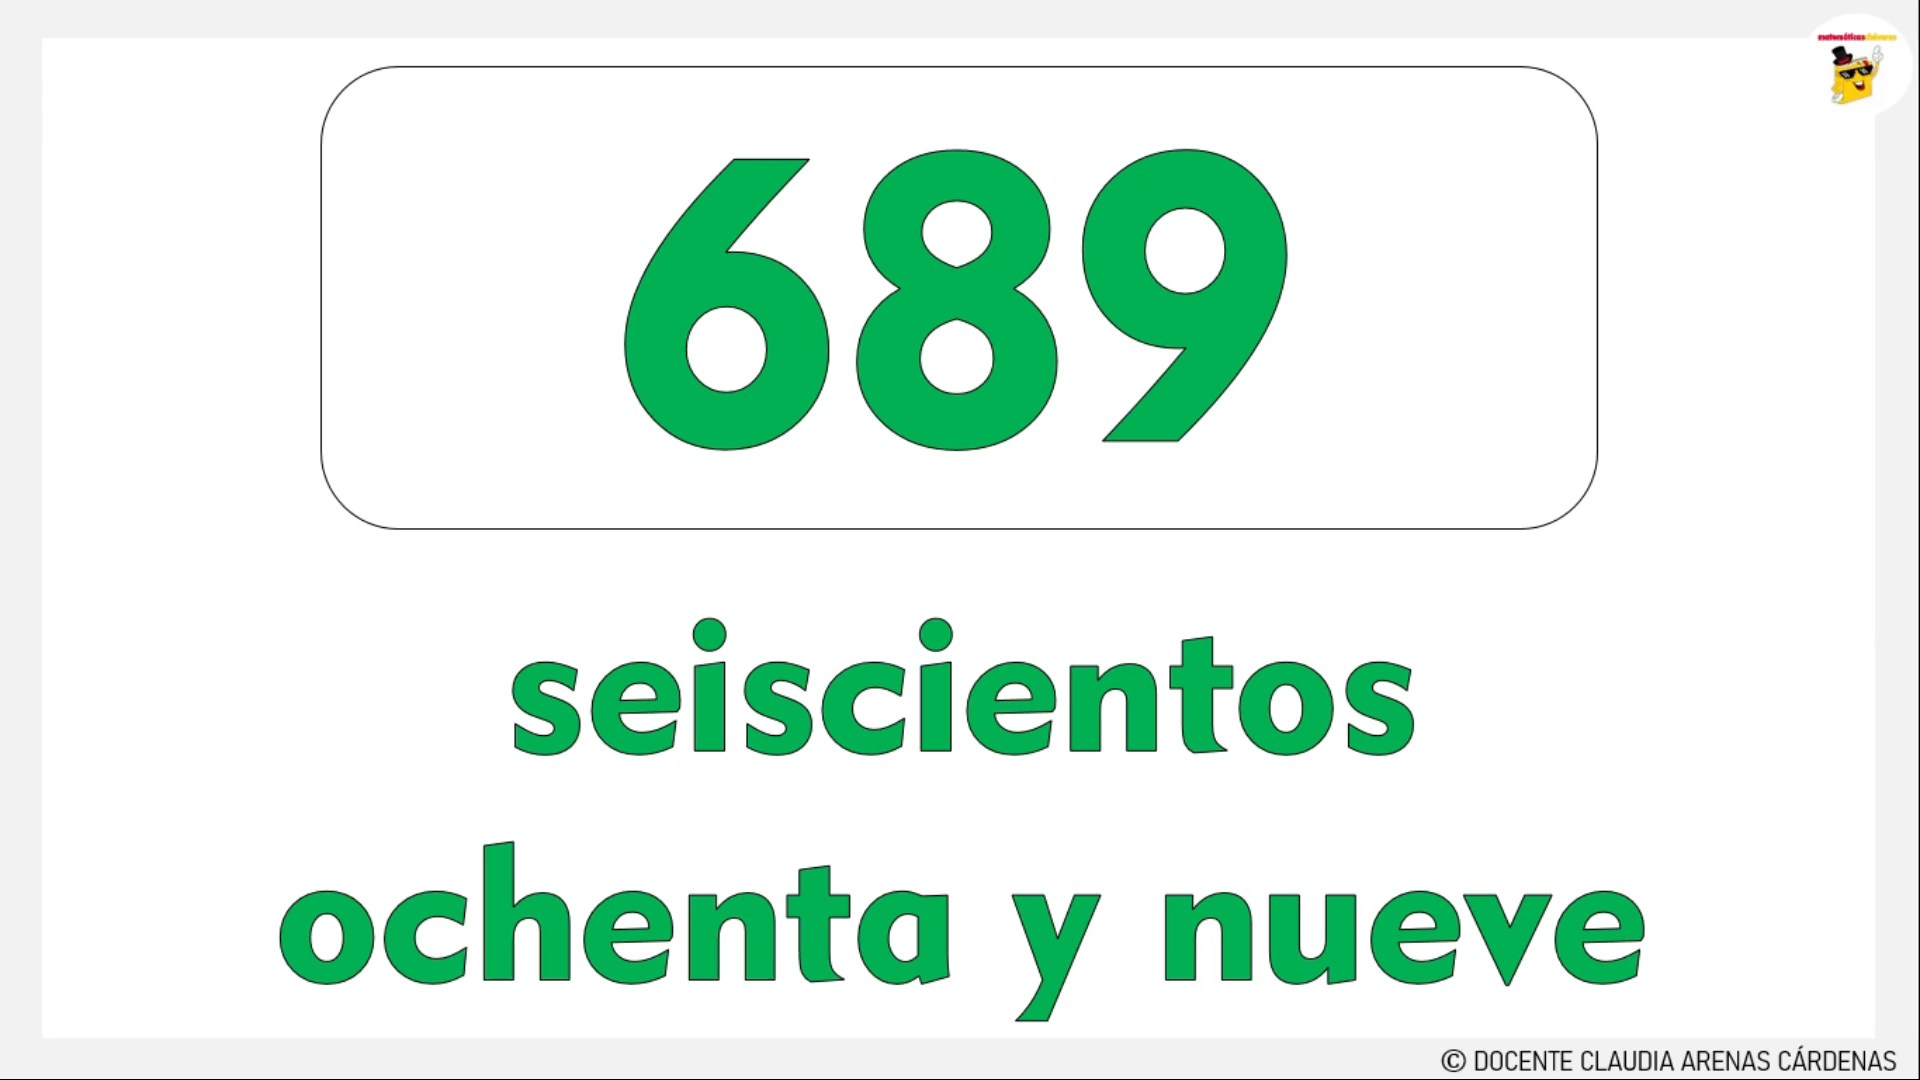 689
seiscientos
ochenta y nueve
© DOCENTE CLAUDIA ARENAS CÁRDENAS